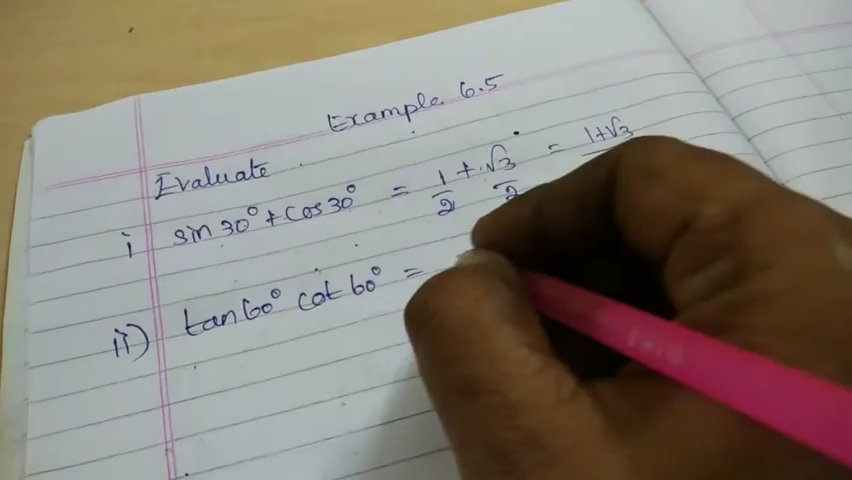 Example 6.5
Evaluate
i sin 30° + cos 30° = 1/2 + √3/2 = 1+√3
ii) tan 60° cot 60° =